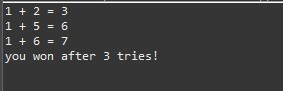 1 + 2 = 3
1 + 5 = 6
1 + 6 = 7
you won after 3 tries!